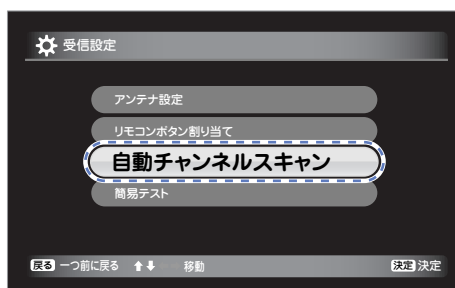 受信設定
アンテナ設定
リモコンボタン割り当て
自動チャンネルスキャン
簡易テスト
戻る 一つ前に戻る ⬆⬇ 移動 決定 決定